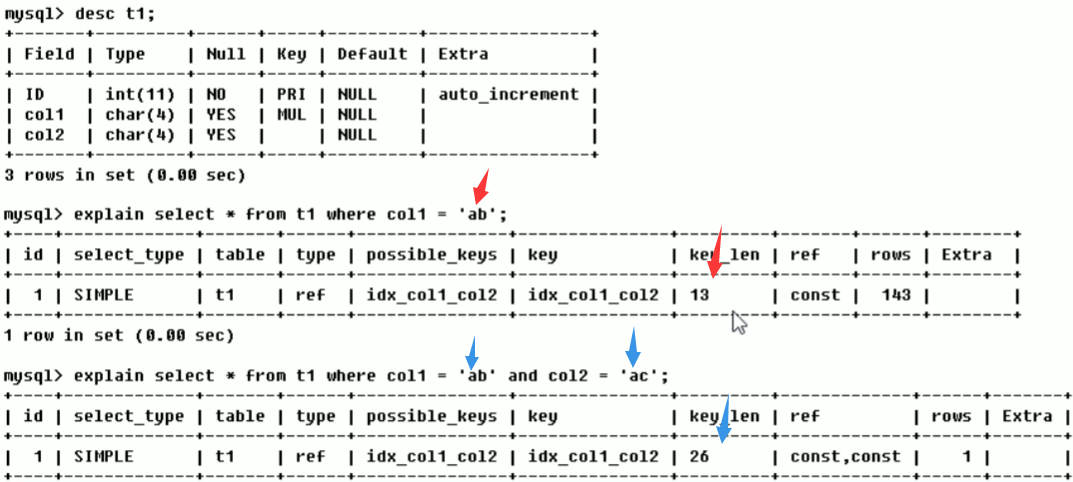 mysql> desc t1;
+-------+---------+------+-----+---------+----------------+
| Field | Type    | Null | Key | Default | Extra          |
+-------+---------+------+-----+---------+----------------+
| ID    | int(11) | NO   | PRI | NULL    | auto_increment |
| col1  | char(4) | YES  | MUL | NULL    |                |
| col2  | char(4) | YES  |     | NULL    |                |
+-------+---------+------+-----+---------+----------------+
3 rows in set (0.00 sec)
mysql> explain select * from t1 where col1 = 'ab';
+----+-------------+-------+------+---------------+---------------+---------+-------+------+-------+
| id | select_type | table | type | possible_keys | key           | key_len | ref   | rows | Extra |
+----+-------------+-------+------+---------------+---------------+---------+-------+------+-------+
|  1 | SIMPLE      | t1    | ref  | idx_col1_col2 | idx_col1_col2 | 13      | const |  143 |       |
+----+-------------+-------+------+---------------+---------------+---------+-------+------+-------+
1 row in set (0.00 sec)
mysql> explain select * from t1 where col1 = 'ab' and col2 = 'ac';
+----+-------------+-------+------+---------------+---------------+---------+-------------+------+-------+
| id | select_type | table | type | possible_keys | key           | key_len | ref         | rows | Extra |
+----+-------------+-------+------+---------------+---------------+---------+-------------+------+-------+
|  1 | SIMPLE      | t1    | ref  | idx_col1_col2 | idx_col1_col2 | 26      | const,const |    1 |       |
+----+-------------+-------+------+---------------+---------------+---------+-------------+------+-------+